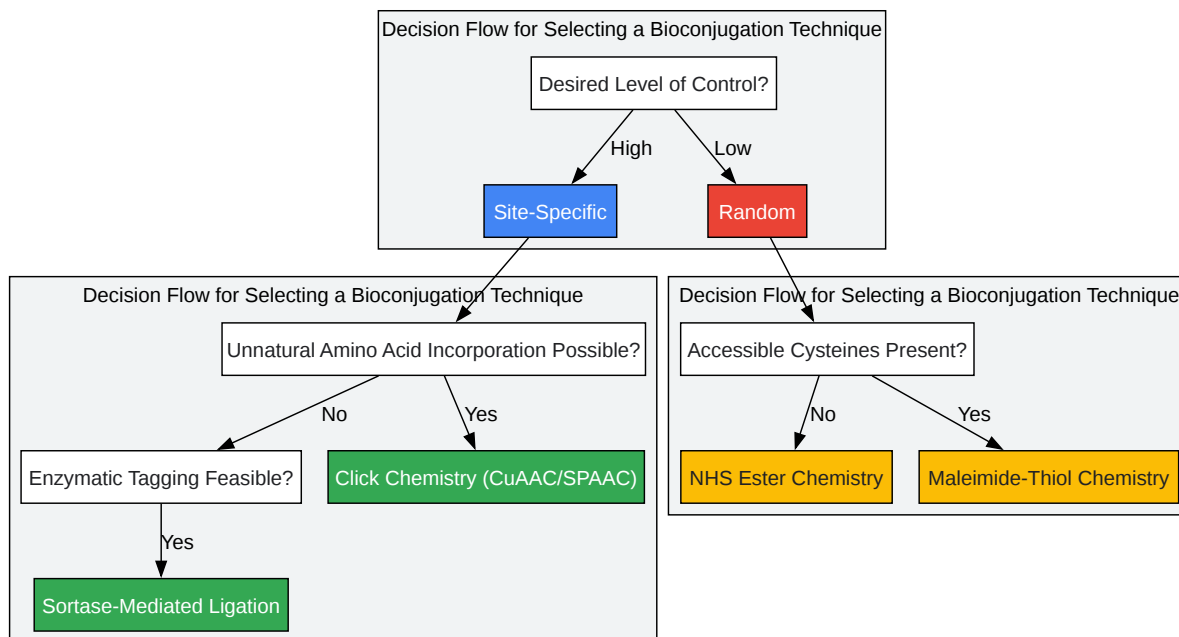 Decision Flow for Selecting a Bioconjugation Technique
Desired Level of Control?
High
Low
Site-Specific
Random
Decision Flow for Selecting a Bioconjugation Technique
Decision Flow for Selecting a Bioconjugation Technique
Unnatural Amino Acid Incorporation Possible?
Accessible Cysteines Present?
No
Yes
No
Yes
Enzymatic Tagging Feasible?
Click Chemistry (CuAAC/SPAAC)
NHS Ester Chemistry
Maleimide-Thiol Chemistry
Yes
Sortase-Mediated Ligation